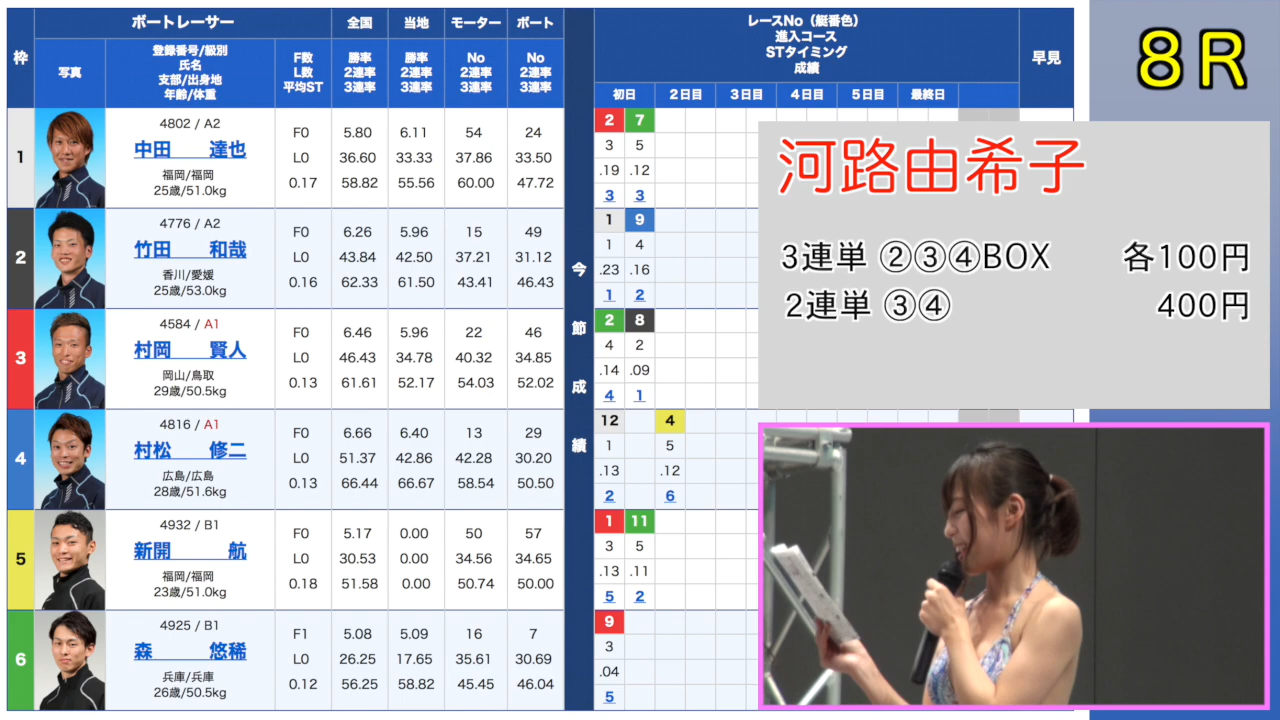 枠 ボートレーサー 全国 当地 モーター ボート 今節成績 レースNo（艇番色） 早見
進入コース
STタイミング
成績
写真 登録番号/級別 F数 勝率 勝率 No No
氏名 L数 2連率 2連率 2連率 2連率
支部/出身地 平均ST 3連率 3連率 3連率 3連率
年齢/体重
初日 2日目 3日目 4日目 5日目 最終日
8R
1 4802 / A2 F0 5.80 6.11 54 24 2 7
中田 達也 L0 36.60 33.33 37.86 33.50 3 5
福岡/福岡 0.17 58.82 55.56 60.00 47.72 .19 .12
25歳/51.0kg 3 3
2 4776 / A2 F0 6.26 5.96 15 49 1 9
竹田 和哉 L0 43.84 42.50 37.21 31.12 1 4
香川/愛媛 0.16 62.33 61.50 43.41 46.43 .23 .16
25歳/53.0kg 1 2
3 4584 / A1 F0 6.46 5.96 22 46 2 8
村岡 賢人 L0 46.43 34.78 40.32 34.85 4 2
岡山/鳥取 0.13 61.61 52.17 54.03 52.02 .14 .09
29歳/50.5kg 4 1
4 4816 / A1 F0 6.66 6.40 13 29 12 4
村松 修二 L0 51.37 42.86 42.28 30.20 1 5
広島/広島 0.13 66.44 66.67 58.54 50.50 .13 .12
28歳/51.6kg 2 6
5 4932 / B1 F0 5.17 0.00 50 57 1 11
新開 航 L0 30.53 0.00 34.56 34.65 3 5
福岡/福岡 0.18 51.58 0.00 50.74 50.00 .13 .11
23歳/51.0kg 5 2
6 4925 / B1 F1 5.08 5.09 16 7 9
森 悠稀 L0 26.25 17.65 35.61 30.69 3
兵庫/兵庫 0.12 56.25 58.82 45.45 46.04 .04
26歳/50.5kg 5
河路由希子
3連単 ②③④BOX 各100円
2連単 ③④ 400円